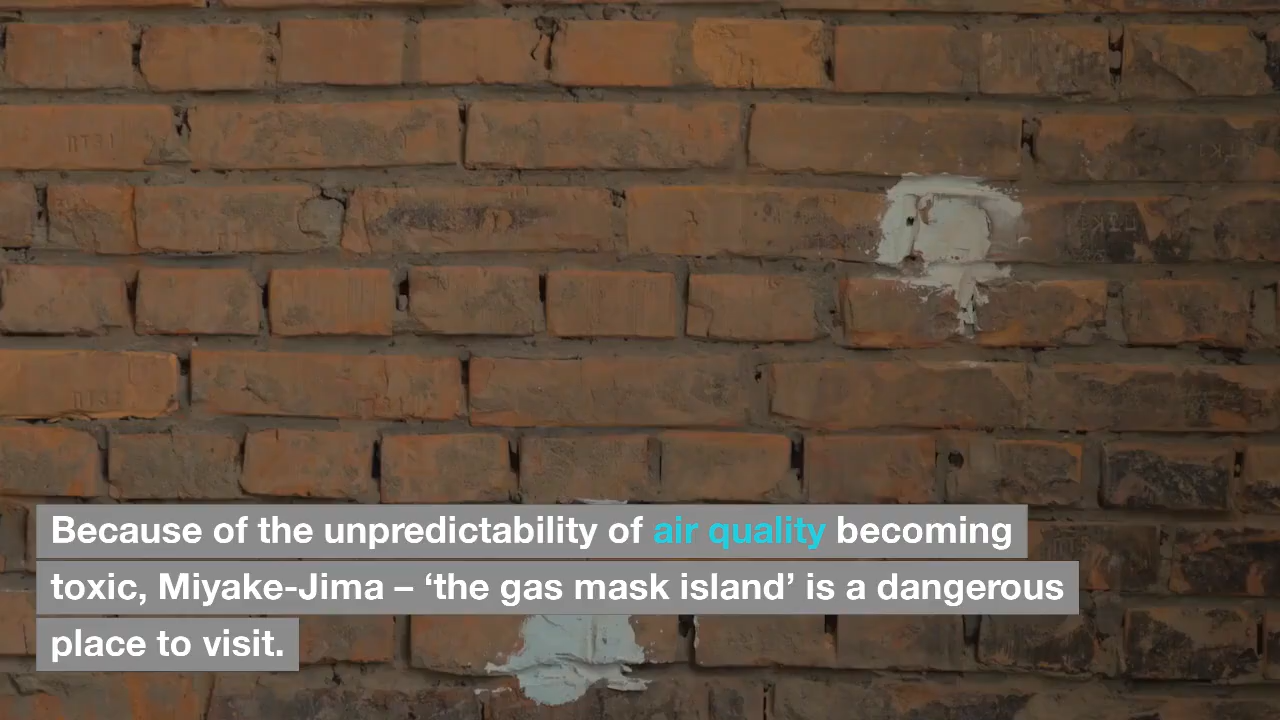 Because of the unpredictability of air quality becoming
toxic, Miyake-Jima – ‘the gas mask island’ is a dangerous
place to visit.